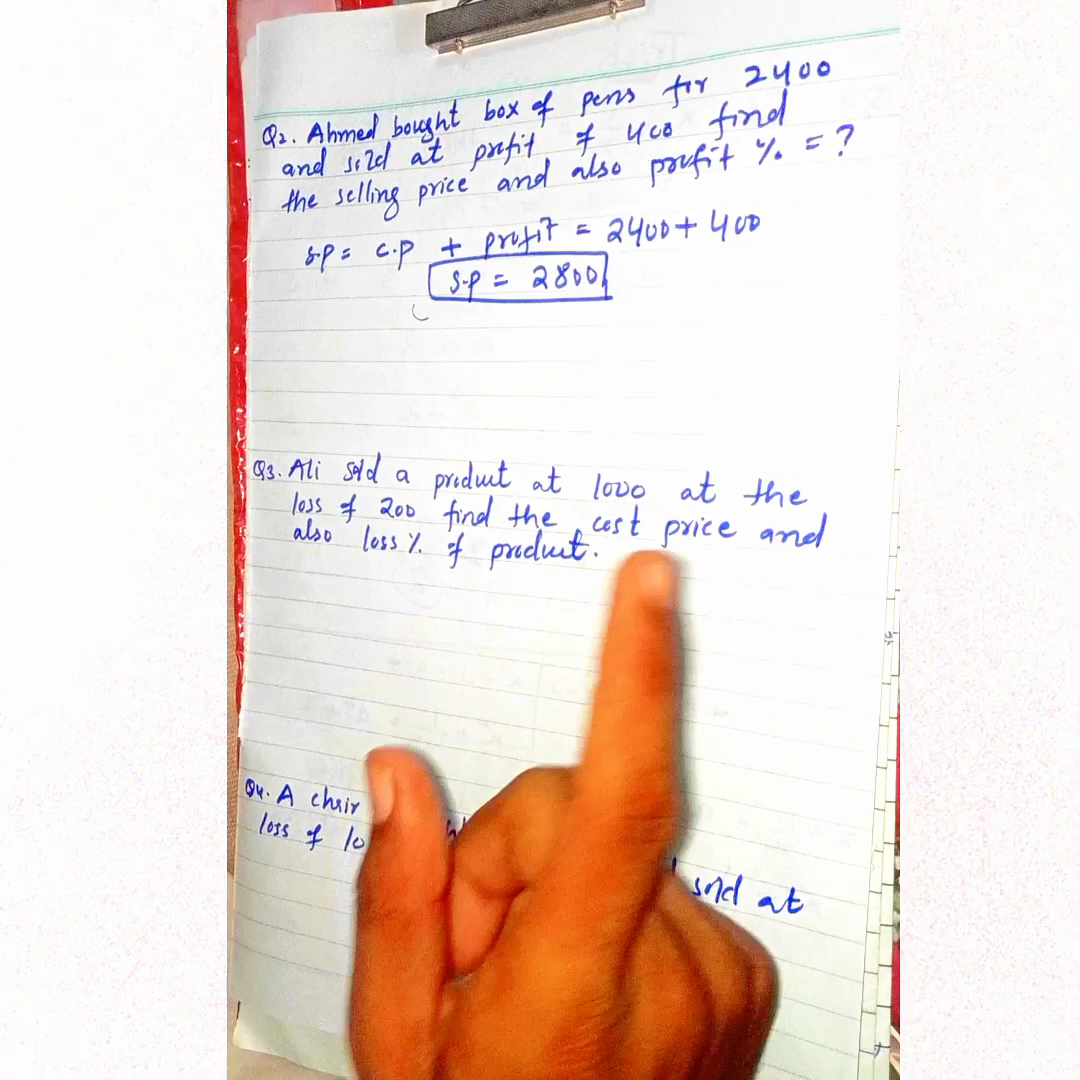 Q2. Ahmed bought box of pens for 2400
and sold at profit of 400 find
the selling price and also profit % = ?
S.P = C.P + profit = 2400 + 400
S.P = 2800
Q3. Ali sold a product at 1000 at the
loss of 200 find the cost price and
also loss % of product.
Q4. A chair
loss of 10
sold at